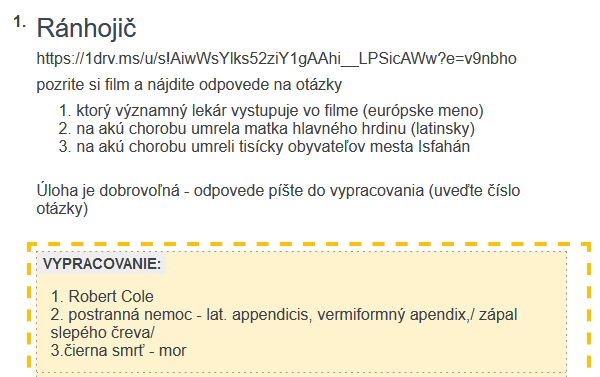 1. Ránhojič
https://1drv.ms/u/sIAiwWsYlks52ziY1gAAhi__LPSicAWw?e=v9nbho
pozrite si film a nájdite odpovede na otázky
1. ktorý významný lekár vystupuje vo filme (európske meno)
2. na akú chorobu umrela matka hlavného hrdinu (latinsky)
3. na akú chorobu umreli tisícky obyvateľov mesta Isfahán
Úloha je dobrovoľná - odpovede píšte do vypracovania (uveďte číslo
otázky)
VYPRACOVANIE:
1. Robert Cole
2. postranná nemoc - lat. appendicis, vermiformný apendix,/ zápal
slepého čreva/
3.čierna smrť - mor